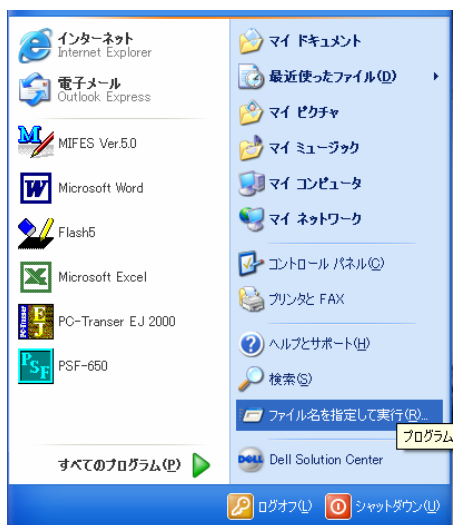 インターネット
Internet Explorer
電子メール
Outlook Express
MIFES Ver.5.0
Microsoft Word
Flash5
Microsoft Excel
PC-Transer EJ 2000
PSF-650
すべてのプログラム(P)
マイ ドキュメント
最近使ったファイル(D)
マイ ピクチャ
マイ ミュージック
マイ コンピュータ
マイ ネットワーク
コントロール パネル(C)
プリンタと FAX
ヘルプとサポート(H)
検索(S)
ファイル名を指定して実行(R)...
プログラム
Dell Solution Center
ログオフ(L)
シャットダウン(U)